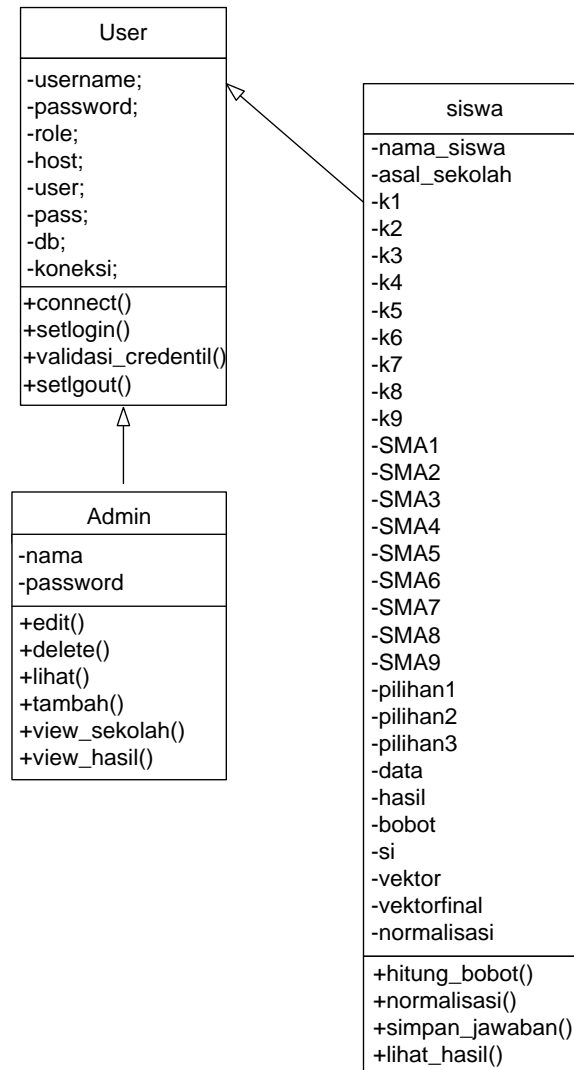 User
-username;
-password;
-role;
-host;
-user;
-pass;
-db;
-koneksi;
+connect()
+setlogin()
+validasi_credentil()
+setlgout()
Admin
-nama
-password
+edit()
+delete()
+lihat()
+tambah()
+view_sekolah()
+view_hasil()
siswa
-nama_siswa
-asal_sekolah
-k1
-k2
-k3
-k4
-k5
-k6
-k7
-k8
-k9
-SMA1
-SMA2
-SMA3
-SMA4
-SMA5
-SMA6
-SMA7
-SMA8
-SMA9
-pilihan1
-pilihan2
-pilihan3
-data
-hasil
-bobot
-si
-vektor
-vektorfinal
-normalisasi
+hitung_bobot()
+normalisasi()
+simpan_jawaban()
+lihat_hasil()